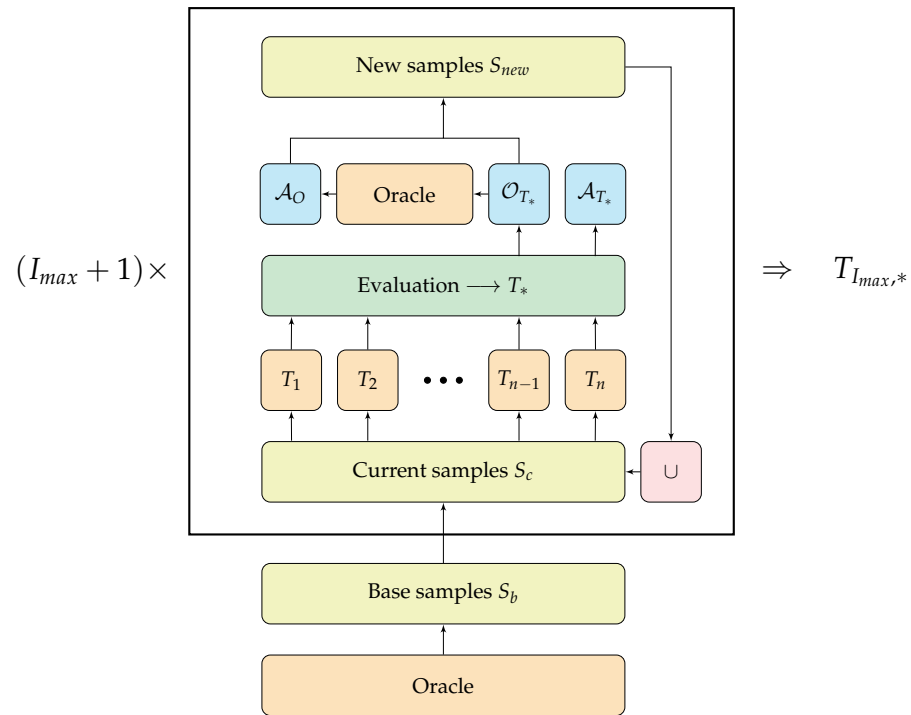 New samples S_new
𝒜_O
Oracle
𝒪_T∗
𝒜_T∗
(I_max + 1)×
Evaluation ⟶ T∗
⇒ T_I_max,∗
T_1
T_2
•••
T_n−1
T_n
Current samples S_c
∪
Base samples S_b
Oracle